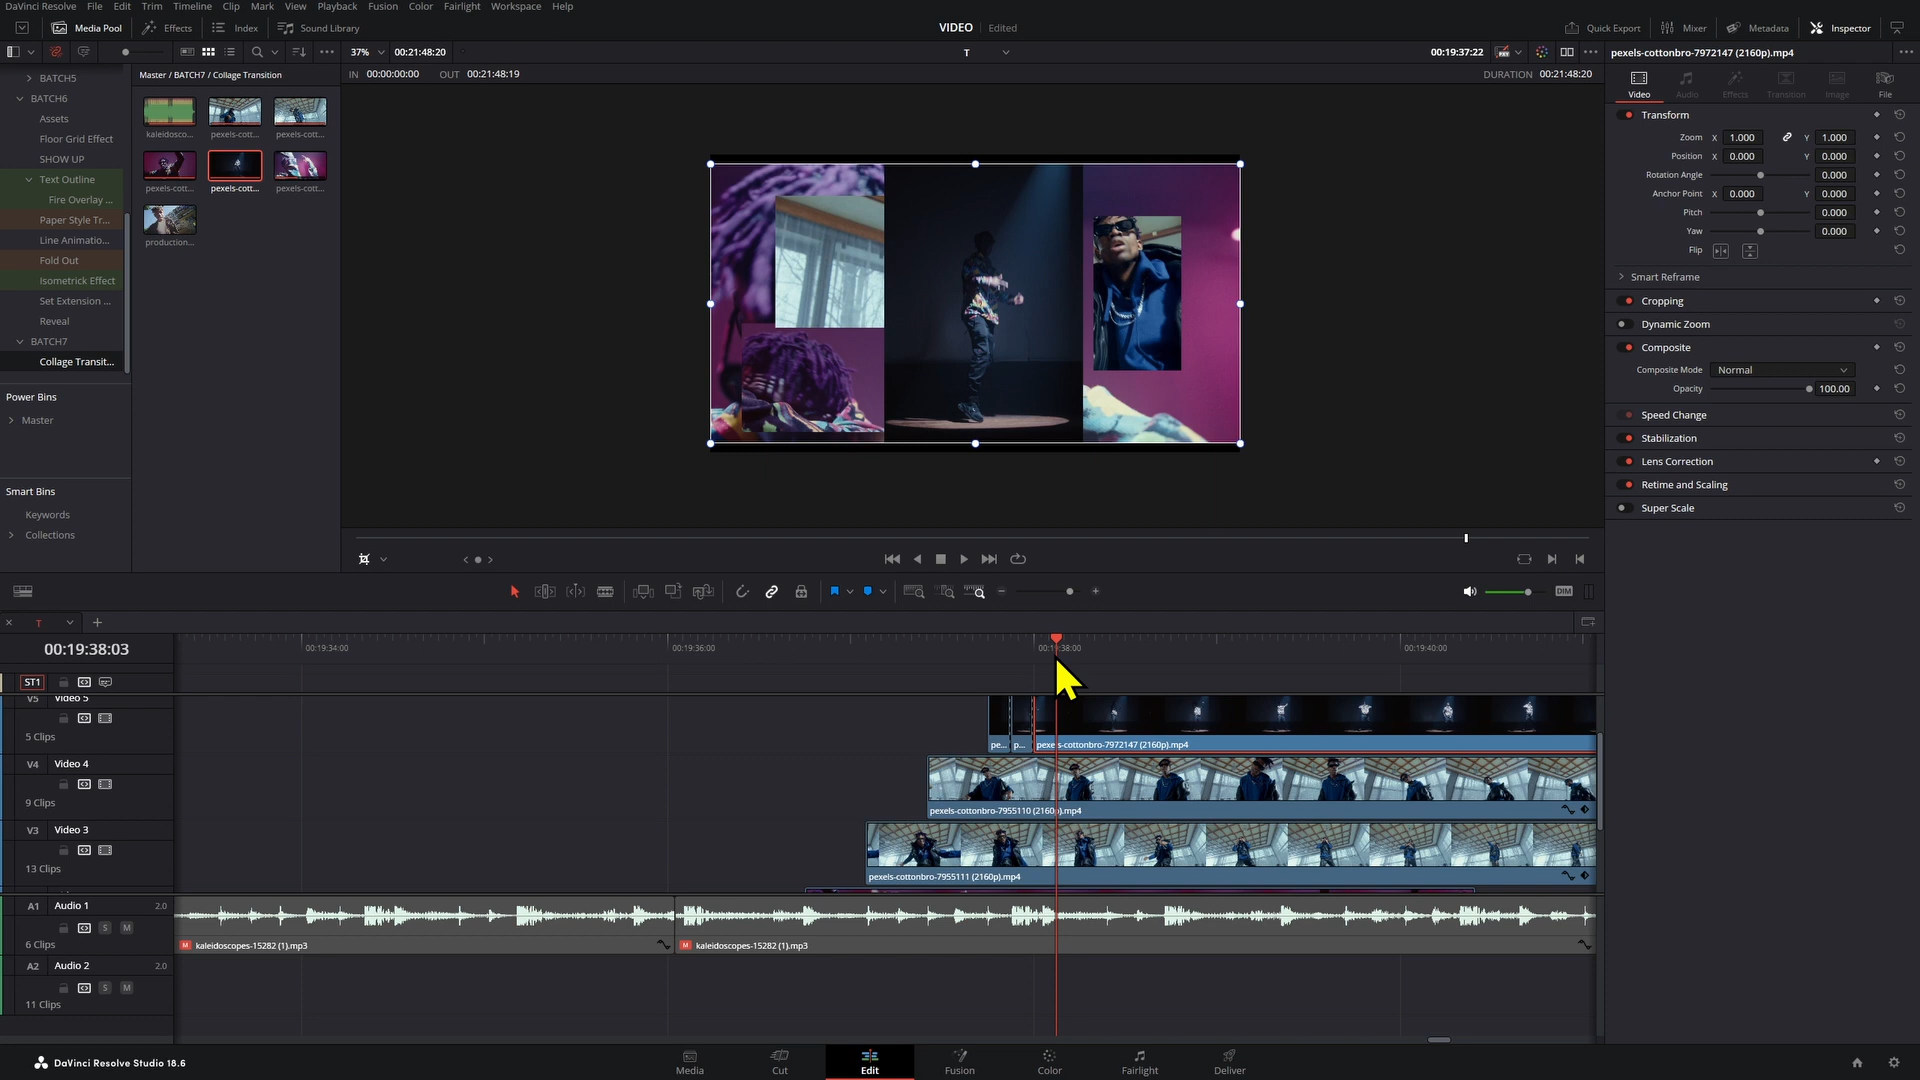 DaVinci Resolve File Edit Trim Timeline Clip Mark View Playback Fusion Color Fairlight Workspace Help
Media Pool Effects Index Sound Library VIDEO Edited Quick Export Mixer Metadata Inspector
37% 00:21:48:20 T 00:19:37:22 pexels-cottonbro-7972147 (2160p).mp4
Master / BATCH7 / Collage Transition IN 00:00:00:00 OUT 00:21:48:19 DURATION 00:21:48:20
BATCH5
BATCH6
Assets
Floor Grid Effect
SHOW UP
Text Outline
Fire Overlay ...
Paper Style Tr...
Line Animatio...
Fold Out
Isometrick Effect
Set Extension ...
Reveal
BATCH7
Collage Transit...
Power Bins
Master
Smart Bins
Keywords
Collections
kaleidosco... pexels-cott... pexels-cott...
pexels-cott... pexels-cott... pexels-cott...
production...
Video Audio Effects Transition Image File
Transform
Zoom X 1.000 Y 1.000
Position X 0.000 Y 0.000
Rotation Angle 0.000
Anchor Point X 0.000 Y 0.000
Pitch 0.000
Yaw 0.000
Flip
Smart Reframe
Cropping
Dynamic Zoom
Composite
Composite Mode Normal
Opacity 100.00
Speed Change
Stabilization
Lens Correction
Retime and Scaling
Super Scale
DIM
T
00:19:38:03 00:19:34:00 00:19:36:00 00:19:38:00 00:19:40:00
ST1
V5 Video 5
5 Clips pe... p... pexels-cottonbro-7972147 (2160p).mp4
V4 Video 4
9 Clips pexels-cottonbro-7955110 (2160p).mp4
V3 Video 3
13 Clips pexels-cottonbro-7955111 (2160p).mp4
A1 Audio 1 2.0
S M
6 Clips M kaleidoscopes-15282 (1).mp3 M kaleidoscopes-15282 (1).mp3
A2 Audio 2 2.0
S M
11 Clips
DaVinci Resolve Studio 18.6 Media Cut Edit Fusion Color Fairlight Deliver